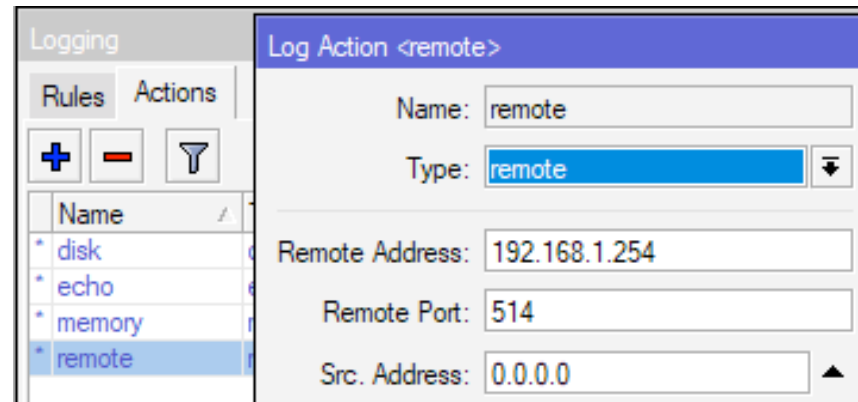 Logging
Rules Actions
Name
* disk
* echo
* memory
* remote
Log Action <remote>
Name: remote
Type: remote
Remote Address: 192.168.1.254
Remote Port: 514
Src. Address: 0.0.0.0